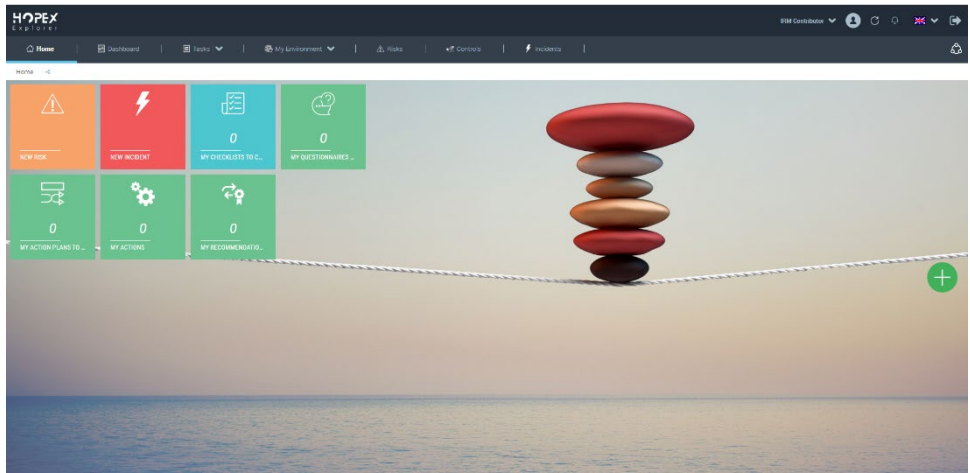 HOPEX
Explorer
IRM Contributor
Home
Dashboard
Tasks
My Environment
Risks
Controls
Incidents
Home
NEW RISK
NEW INCIDENT
0
MY CHECKLISTS TO C...
0
MY QUESTIONNAIRES ...
0
MY ACTION PLANS TO ...
0
MY ACTIONS
0
MY RECOMMENDATIO...